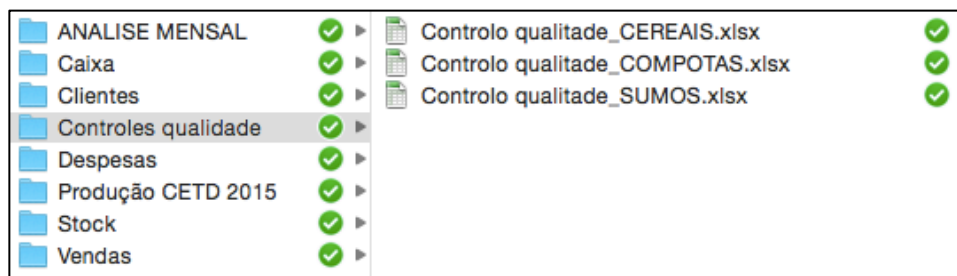 ANALISE MENSAL
Caixa
Clientes
Controles qualidade
Despesas
Produção CETD 2015
Stock
Vendas
Controlo qualitade_CEREAIS.xlsx
Controlo qualitade_COMPOTAS.xlsx
Controlo qualitade_SUMOS.xlsx